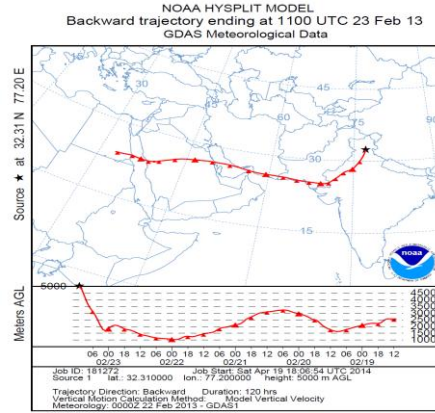 NOAA HYSPLIT MODEL
Backward trajectory ending at 1100 UTC 23 Feb 13
GDAS Meteorological Data
Source ★ at 32.31 N 77.20 E
30
45
60
75
90
30
15
noaa
Meters AGL
5000
4500
4000
3500
3000
2500
2000
1500
1000
06 00 18 12 06 00 18 12 06 00 18 12 06 00 18 12 06 00 18 12
02/23 02/22 02/21 02/20 02/19
Job ID: 181272 Job Start: Sat Apr 19 18:06:54 UTC 2014
Source 1 lat.: 32.310000 lon.: 77.200000 height: 5000 m AGL
Trajectory Direction: Backward Duration: 120 hrs
Vertical Motion Calculation Method: Model Vertical Velocity
Meteorology: 0000Z 22 Feb 2013 - GDAS1